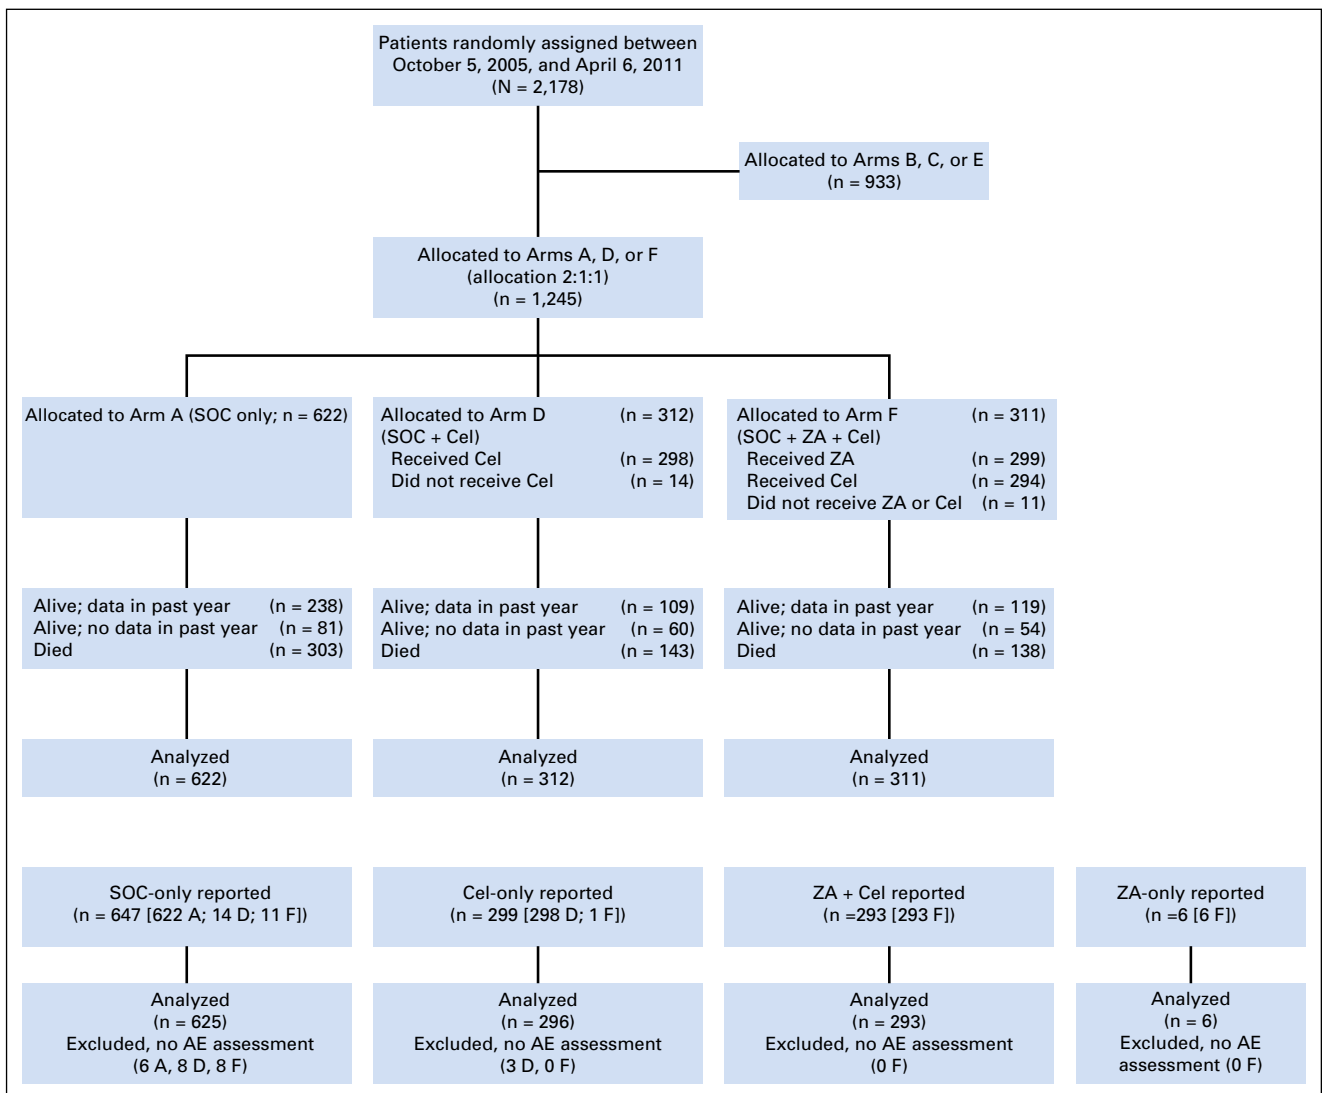 Patients randomly assigned between
October 5, 2005, and April 6, 2011
(N = 2,178)
Allocated to Arms B, C, or E
(n = 933)
Allocated to Arms A, D, or F
(allocation 2:1:1)
(n = 1,245)
Allocated to Arm A (SOC only; n = 622)
Allocated to Arm D (n = 312)
(SOC + Cel)
Received Cel (n = 298)
Did not receive Cel (n = 14)
Allocated to Arm F (n = 311)
(SOC + ZA + Cel)
Received ZA (n = 299)
Received Cel (n = 294)
Did not receive ZA or Cel (n = 11)
Alive; data in past year (n = 238)
Alive; no data in past year (n = 81)
Died (n = 303)
Alive; data in past year (n = 109)
Alive; no data in past year (n = 60)
Died (n = 143)
Alive; data in past year (n = 119)
Alive; no data in past year (n = 54)
Died (n = 138)
Analyzed
(n = 622)
Analyzed
(n = 312)
Analyzed
(n = 311)
SOC-only reported
(n = 647 [622 A; 14 D; 11 F])
Cel-only reported
(n = 299 [298 D; 1 F])
ZA + Cel reported
(n =293 [293 F])
ZA-only reported
(n =6 [6 F])
Analyzed
(n = 625)
Excluded, no AE assessment
(6 A, 8 D, 8 F)
Analyzed
(n = 296)
Excluded, no AE assessment
(3 D, 0 F)
Analyzed
(n = 293)
Excluded, no AE assessment
(0 F)
Analyzed
(n = 6)
Excluded, no AE
assessment (0 F)